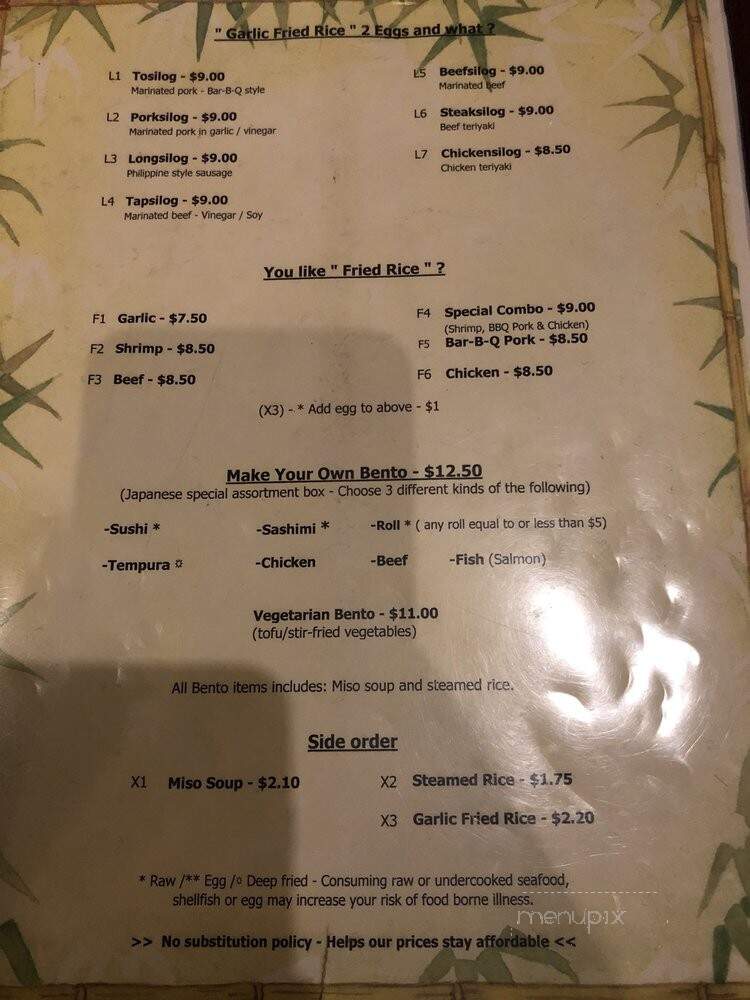 " Garlic Fried Rice " 2 Eggs and what ?
L1 Tosilog - $9.00
Marinated pork - Bar-B-Q style
L2 Porksilog - $9.00
Marinated pork in garlic / vinegar
L3 Longsilog - $9.00
Philippine style sausage
L4 Tapsilog - $9.00
Marinated beef - Vinegar / Soy
L5 Beefsilog - $9.00
Marinated beef
L6 Steaksilog - $9.00
Beef teriyaki
L7 Chickensilog - $8.50
Chicken teriyaki
You like " Fried Rice " ?
F1 Garlic - $7.50
F2 Shrimp - $8.50
F3 Beef - $8.50
F4 Special Combo - $9.00
(Shrimp, BBQ Pork & Chicken)
F5 Bar-B-Q Pork - $8.50
F6 Chicken - $8.50
(X3) - * Add egg to above - $1
Make Your Own Bento - $12.50
(Japanese special assortment box - Choose 3 different kinds of the following)
-Sushi * -Sashimi * -Roll * ( any roll equal to or less than $5)
-Tempura ¤ -Chicken -Beef -Fish (Salmon)
Vegetarian Bento - $11.00
(tofu/stir-fried vegetables)
All Bento items includes: Miso soup and steamed rice.
Side order
X1 Miso Soup - $2.10
X2 Steamed Rice - $1.75
X3 Garlic Fried Rice - $2.20
* Raw /** Egg /¤ Deep fried - Consuming raw or undercooked seafood,
shellfish or egg may increase your risk of food borne illness.
menupix
>> No substitution policy - Helps our prices stay affordable <<